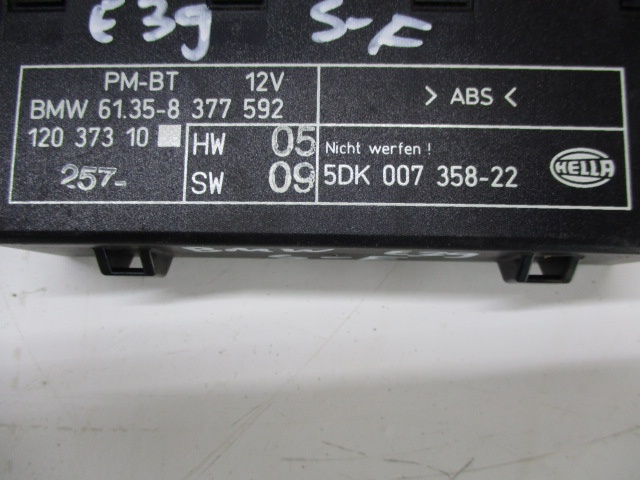 E39 S-F
PM-BT 12V
BMW 61.35-8 377 592
> ABS <
120 373 10
HW 05
Nicht werfen !
257-
SW 09
5DK 007 358-22
HELLA
BMW